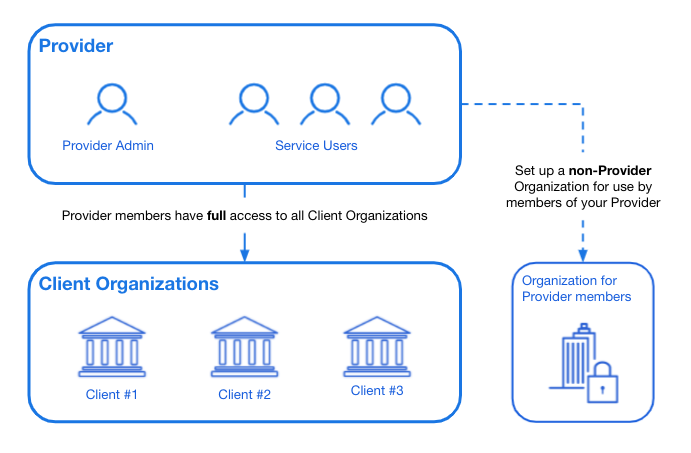 Provider
Provider Admin
Service Users
Set up a non-Provider
Organization for use by
members of your Provider
Provider members have full access to all Client Organizations
Client Organizations
Client #1
Client #2
Client #3
Organization for
Provider members